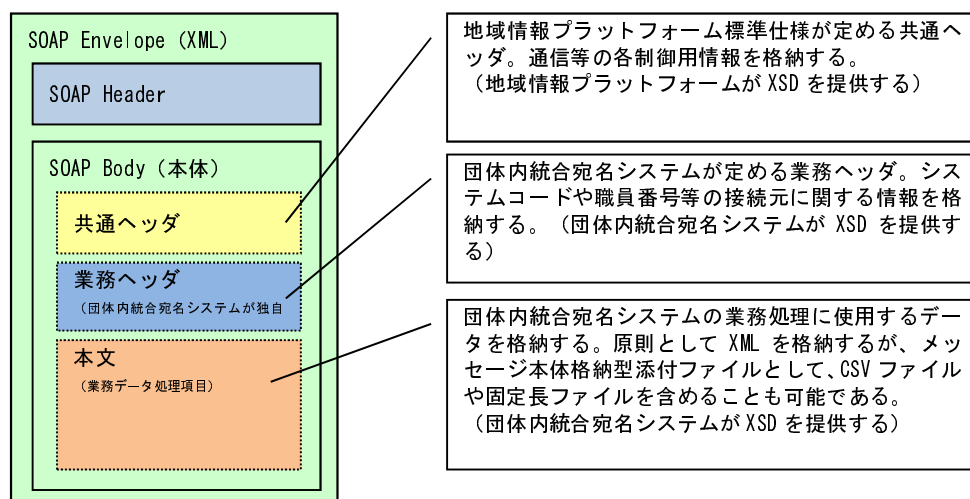 SOAP Envelope（XML）
SOAP Header
SOAP Body（本体）
共通ヘッダ
業務ヘッダ
（団体内統合宛名システムが独自
本文
（業務データ処理項目）
地域情報プラットフォーム標準仕様が定める共通ヘ
ッダ。通信等の各制御用情報を格納する。
（地域情報プラットフォームが XSD を提供する）
団体内統合宛名システムが定める業務ヘッダ。シス
テムコードや職員番号等の接続元に関する情報を格
納する。（団体内統合宛名システムが XSD を提供す
る）
団体内統合宛名システムの業務処理に使用するデー
タを格納する。原則として XML を格納するが、メッ
セージ本体格納型添付ファイルとして、CSV ファイル
や固定長ファイルを含めることも可能である。
（団体内統合宛名システムが XSD を提供する）